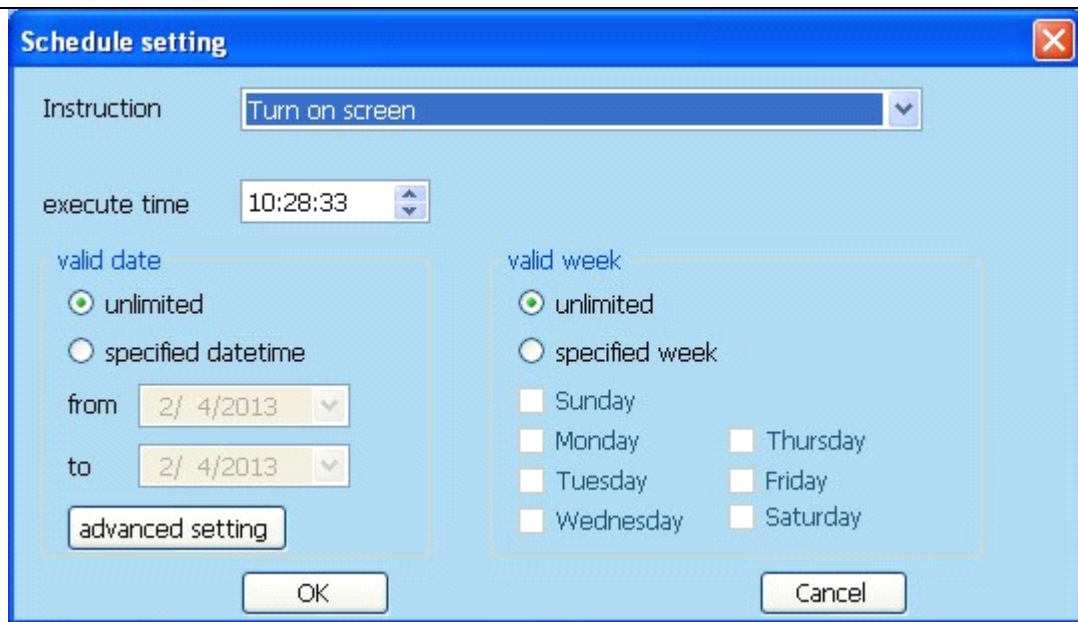 Schedule setting
Instruction Turn on screen
execute time 10:28:33
valid date
unlimited
specified datetime
from 2/ 4/2013
to 2/ 4/2013
advanced setting
valid week
unlimited
specified week
Sunday
Monday
Tuesday
Wednesday
Thursday
Friday
Saturday
OK
Cancel